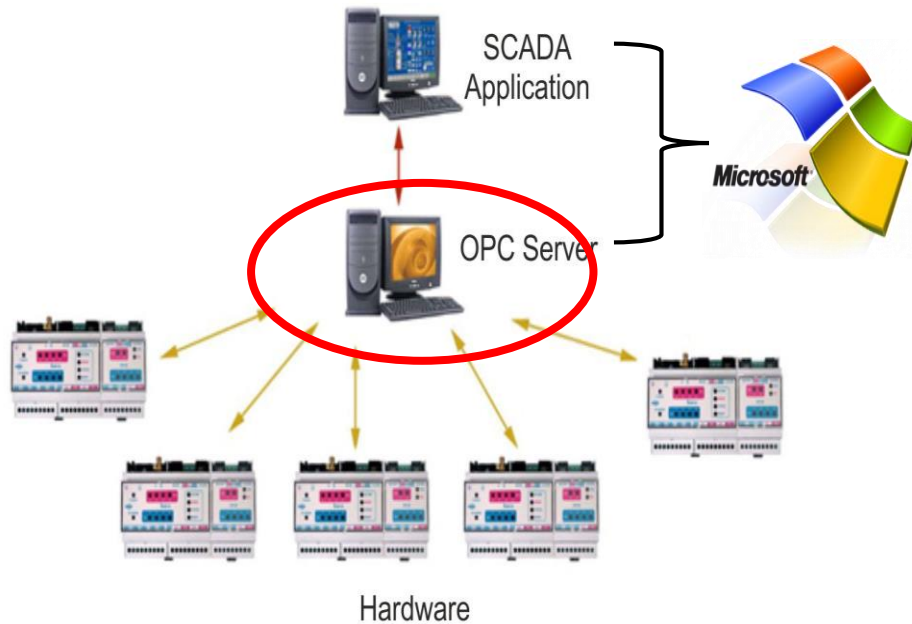 SCADA
Application
Microsoft
OPC Server
Hardware